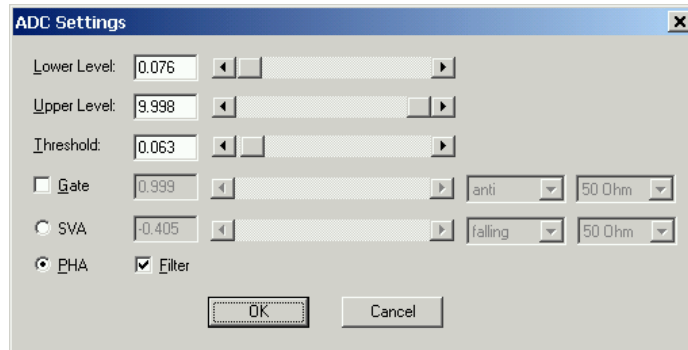 ADC Settings
Lower Level: 0.076
Upper Level: 9.998
Threshold: 0.063
Gate 0.999 anti 50 Ohm
SVA -0.405 falling 50 Ohm
PHA Filter
OK Cancel